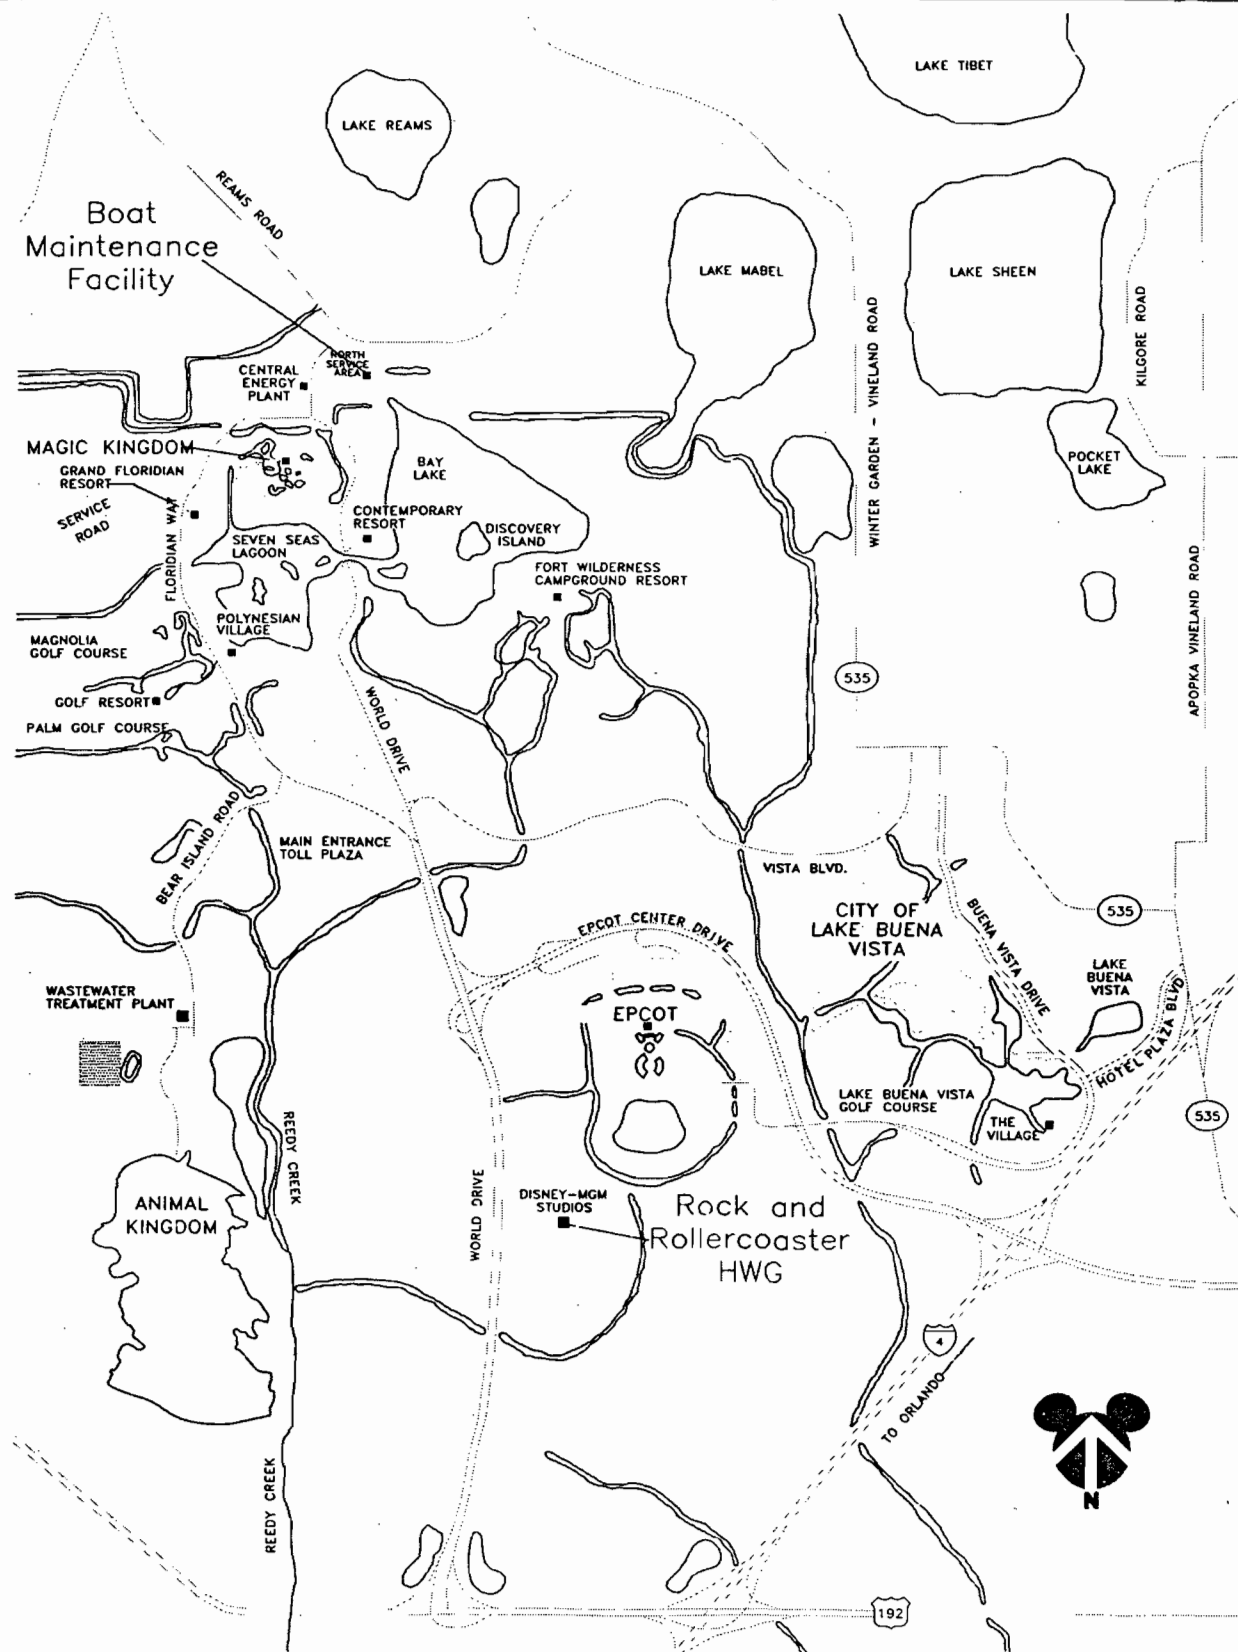 LAKE TIBET
LAKE REAMS
REAMS ROAD
Boat
Maintenance
Facility
LAKE MABEL
LAKE SHEEN
WINTER GARDEN - VINELAND ROAD
KILGORE ROAD
NORTH
SERVICE
AREA
CENTRAL
ENERGY
PLANT
MAGIC KINGDOM
GRAND FLORIDIAN
RESORT
SERVICE
ROAD
FLORIDIAN WAY
BAY
LAKE
POCKET
LAKE
CONTEMPORARY
RESORT
DISCOVERY
ISLAND
SEVEN SEAS
LAGOON
FORT WILDERNESS
CAMPGROUND RESORT
APOPKA VINELAND ROAD
POLYNESIAN
VILLAGE
MAGNOLIA
GOLF COURSE
535
GOLF RESORT
PALM GOLF COURSE
WORLD DRIVE
BEAR ISLAND ROAD
MAIN ENTRANCE
TOLL PLAZA
VISTA BLVD.
CITY OF
LAKE BUENA
VISTA
535
EPCOT CENTER DRIVE
BUENA VISTA DRIVE
LAKE
BUENA
VISTA
HOTEL PLAZA BLVD
WASTEWATER
TREATMENT PLANT
EPCOT
LAKE BUENA VISTA
GOLF COURSE
THE
VILLAGE
535
REEDY CREEK
ANIMAL
KINGDOM
WORLD DRIVE
DISNEY-MGM
STUDIOS
Rock and
Rollercoaster
HWG
4
TO ORLANDO
REEDY CREEK
N
192